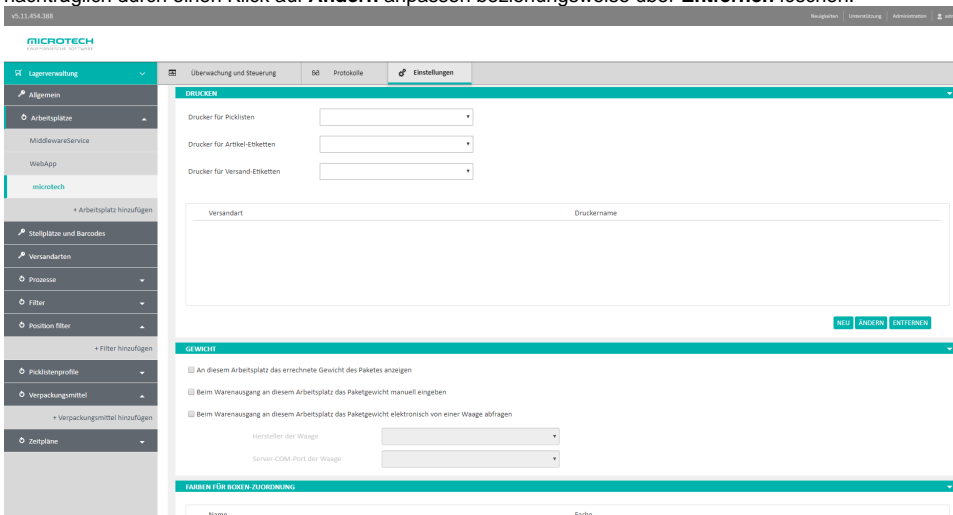 nachträglich durch einen Klick auf Ändern anpassen beziehungsweise über Entfernen löschen.
v5.11.454.388
Neuigkeiten | Unterstützung | Administration |
MICROTECH
KAUFMÄNNISCHE SOFTWARE
Lagerverwaltung
Überwachung und Steuerung
Protokolle
Einstellungen
Allgemein
Arbeitsplätze
MiddlewareService
WebApp
microtech
+ Arbeitsplatz hinzufügen
Stellplätze und Barcodes
Versandarten
Prozesse
Filter
Position filter
+ Filter hinzufügen
Picklistenprofile
Verpackungsmittel
+ Verpackungsmittel hinzufügen
Zeitpläne
DRUCKEN
Drucker für Picklisten
Drucker für Artikel-Etiketten
Drucker für Versand-Etiketten
Versandart Druckername
NEU ÄNDERN ENTFERNEN
GEWICHT
An diesem Arbeitsplatz das errechnete Gewicht des Paketes anzeigen
Beim Warenausgang an diesem Arbeitsplatz das Paketgewicht manuell eingeben
Beim Warenausgang an diesem Arbeitsplatz das Paketgewicht elektronisch von einer Waage abfragen
Hersteller der Waage
Server-COM-Port der Waage
FARBEN FÜR BOXEN-ZUORDNUNG
Name Farbe